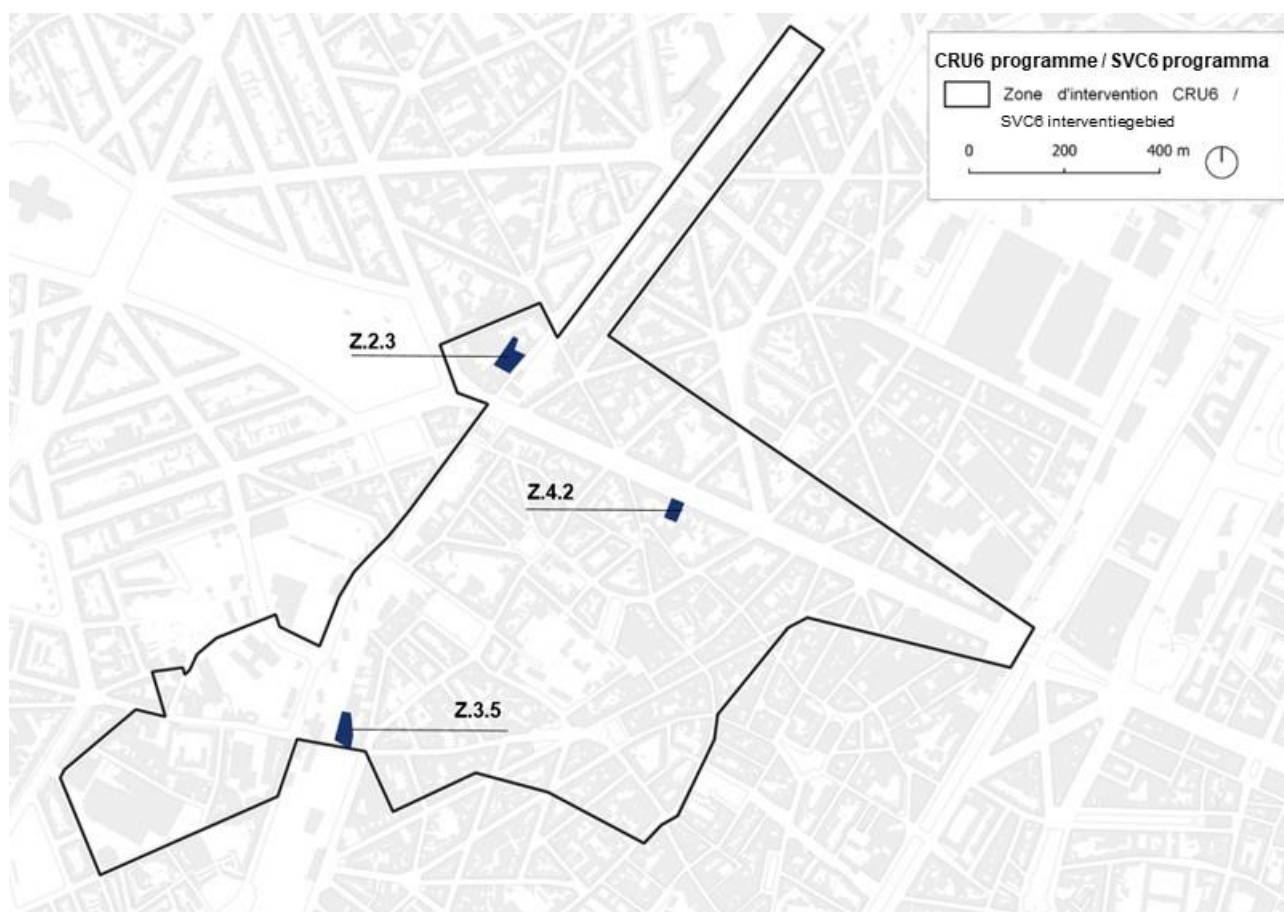 CRU6 programme / SVC6 programma
Zone d'intervention CRU6 /
SVC6 interventiegebied
0 200 400 m
Z.2.3
Z.4.2
Z.3.5